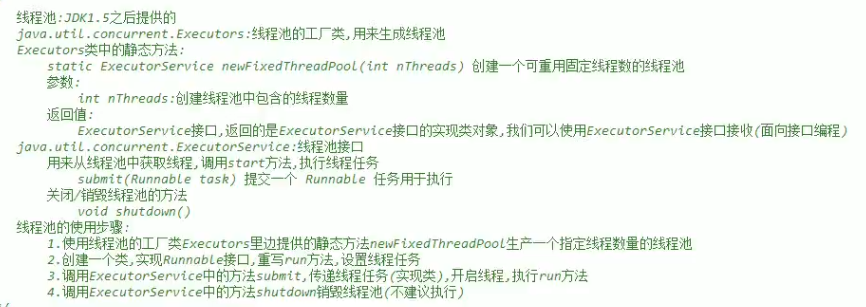 线程池:JDK1.5之后提供的
java.util.concurrent.Executors:线程池的工厂类,用来生成线程池
Executors类中的静态方法:
static ExecutorService newFixedThreadPool(int nThreads) 创建一个可重用固定线程数的线程池
参数:
int nThreads:创建线程池中包含的线程数量
返回值:
ExecutorService接口,返回的是ExecutorService接口的实现类对象,我们可以使用ExecutorService接口接收(面向接口编程)
java.util.concurrent.ExecutorService:线程池接口
用来从线程池中获取线程,调用start方法,执行线程任务
submit(Runnable task) 提交一个 Runnable 任务用于执行
关闭/销毁线程池的方法
void shutdown()
线程池的使用步骤:
1.使用线程池的工厂类Executors里边提供的静态方法newFixedThreadPool生产一个指定线程数量的线程池
2.创建一个类,实现Runnable接口,重写run方法,设置线程任务
3.调用ExecutorService中的方法submit,传递线程任务(实现类),开启线程,执行run方法
4.调用ExecutorService中的方法shutdown销毁线程池(不建议执行)